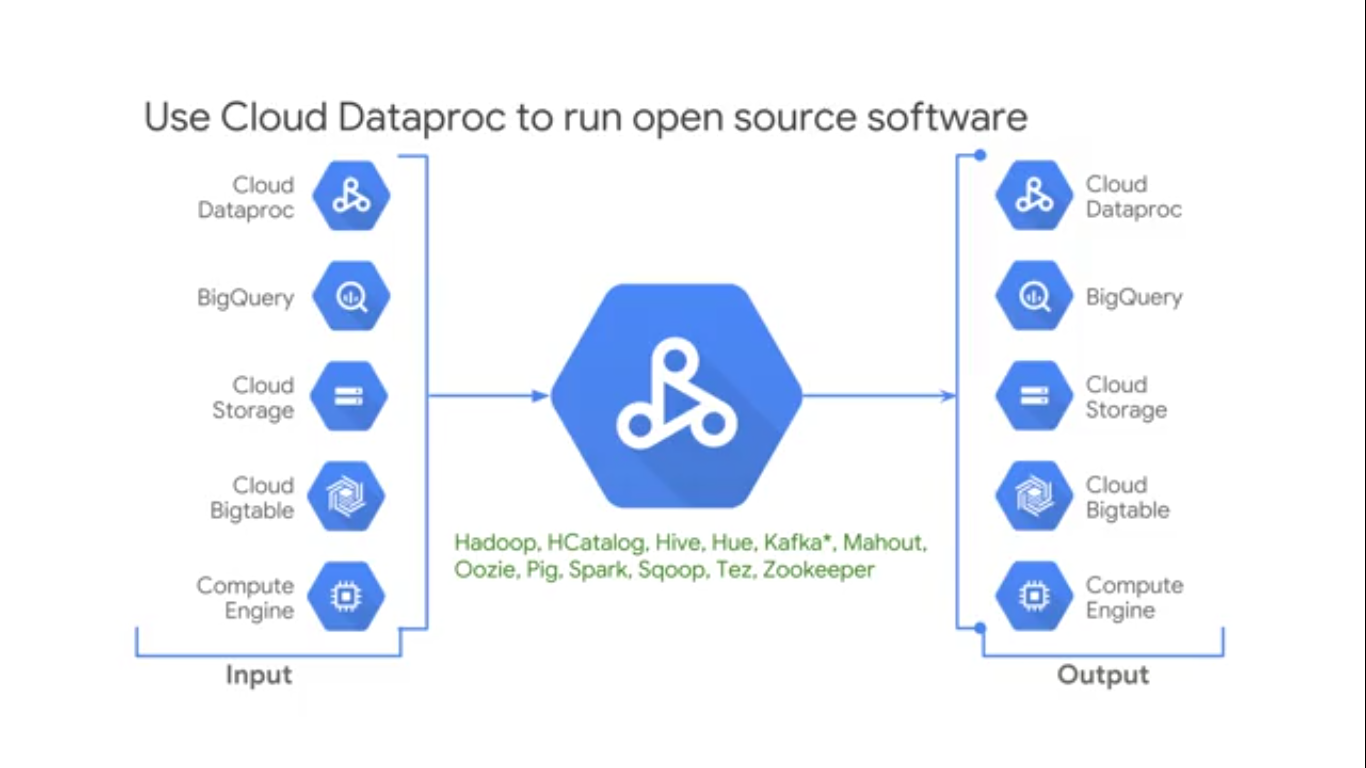 Use Cloud Dataproc to run open source software
Cloud
Dataproc
BigQuery
Cloud
Storage
Cloud
Bigtable
Compute
Engine
Input
Hadoop, HCatalog, Hive, Hue, Kafka*, Mahout,
Oozie, Pig, Spark, Sqoop, Tez, Zookeeper
Cloud
Dataproc
BigQuery
Cloud
Storage
Cloud
Bigtable
Compute
Engine
Output